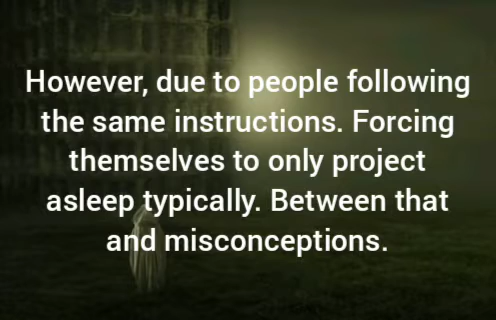 However, due to people following
the same instructions. Forcing
themselves to only project
asleep typically. Between that
and misconceptions.